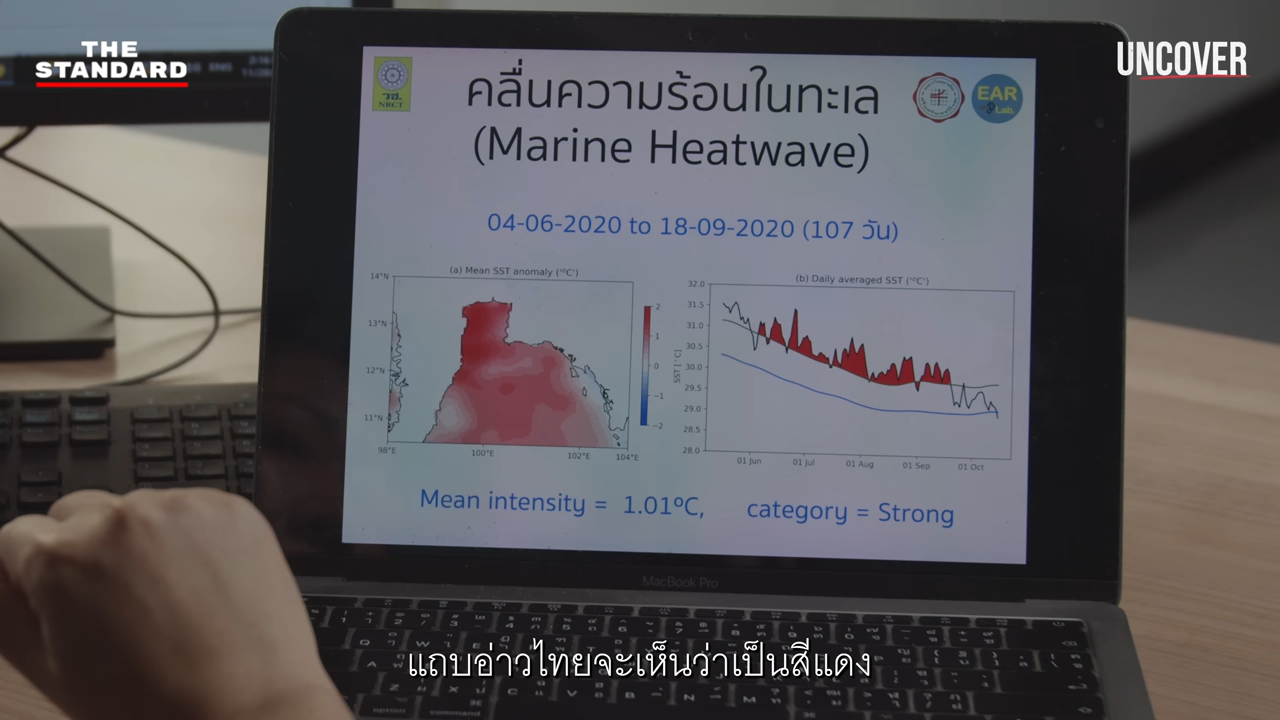 THE
STANDARD
UNCOVER
วช.
NRCT
EAR
Lab.
คลื่นความร้อนในทะเล
(Marine Heatwave)
04-06-2020 to 18-09-2020 (107 วัน)
(a) Mean SST anomaly ('°C')
14°N
13°N
12°N
11°N
98°E
100°E
102°E
104°E
2
1
0
−1
−2
(b) Daily averaged SST ('°C')
SST [°C]
32.0
31.5
31.0
30.5
30.0
29.5
29.0
28.5
28.0
01 Jun
01 Jul
01 Aug
01 Sep
01 Oct
Mean intensity = 1.01°C, category = Strong
MacBook Pro
option
command
แถบอ่าวไทยจะเห็นว่าเป็นสีแดง